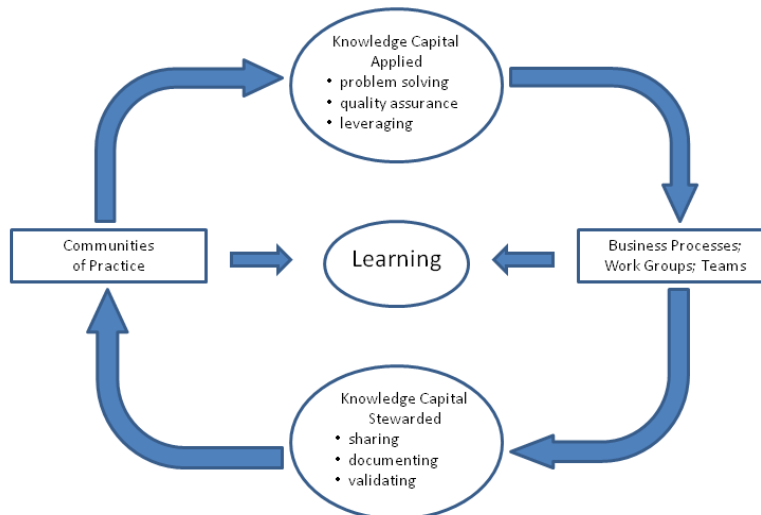 Knowledge Capital
Applied
• problem solving
• quality assurance
• leveraging
Communities
of Practice
Learning
Business Processes;
Work Groups; Teams
Knowledge Capital
Stewarded
• sharing
• documenting
• validating